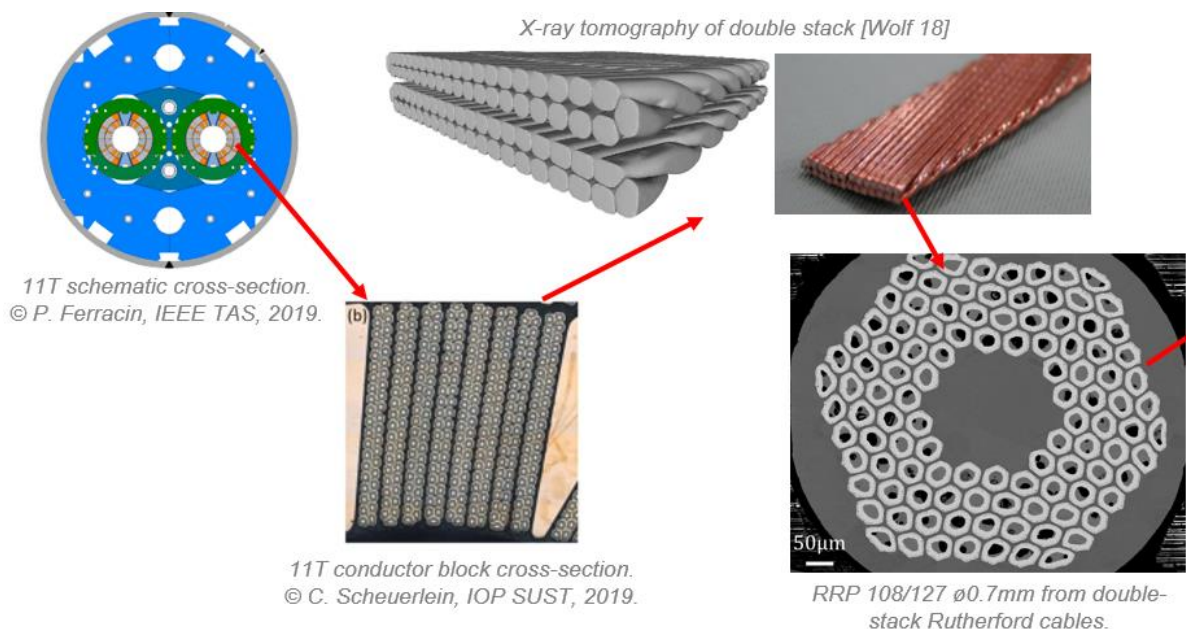 X-ray tomography of double stack [Wolf 18]
11T schematic cross-section.
© P. Ferracin, IEEE TAS, 2019.
(b)
11T conductor block cross-section.
© C. Scheuerlein, IOP SUST, 2019.
50μm
RRP 108/127 ø0.7mm from double-
stack Rutherford cables.